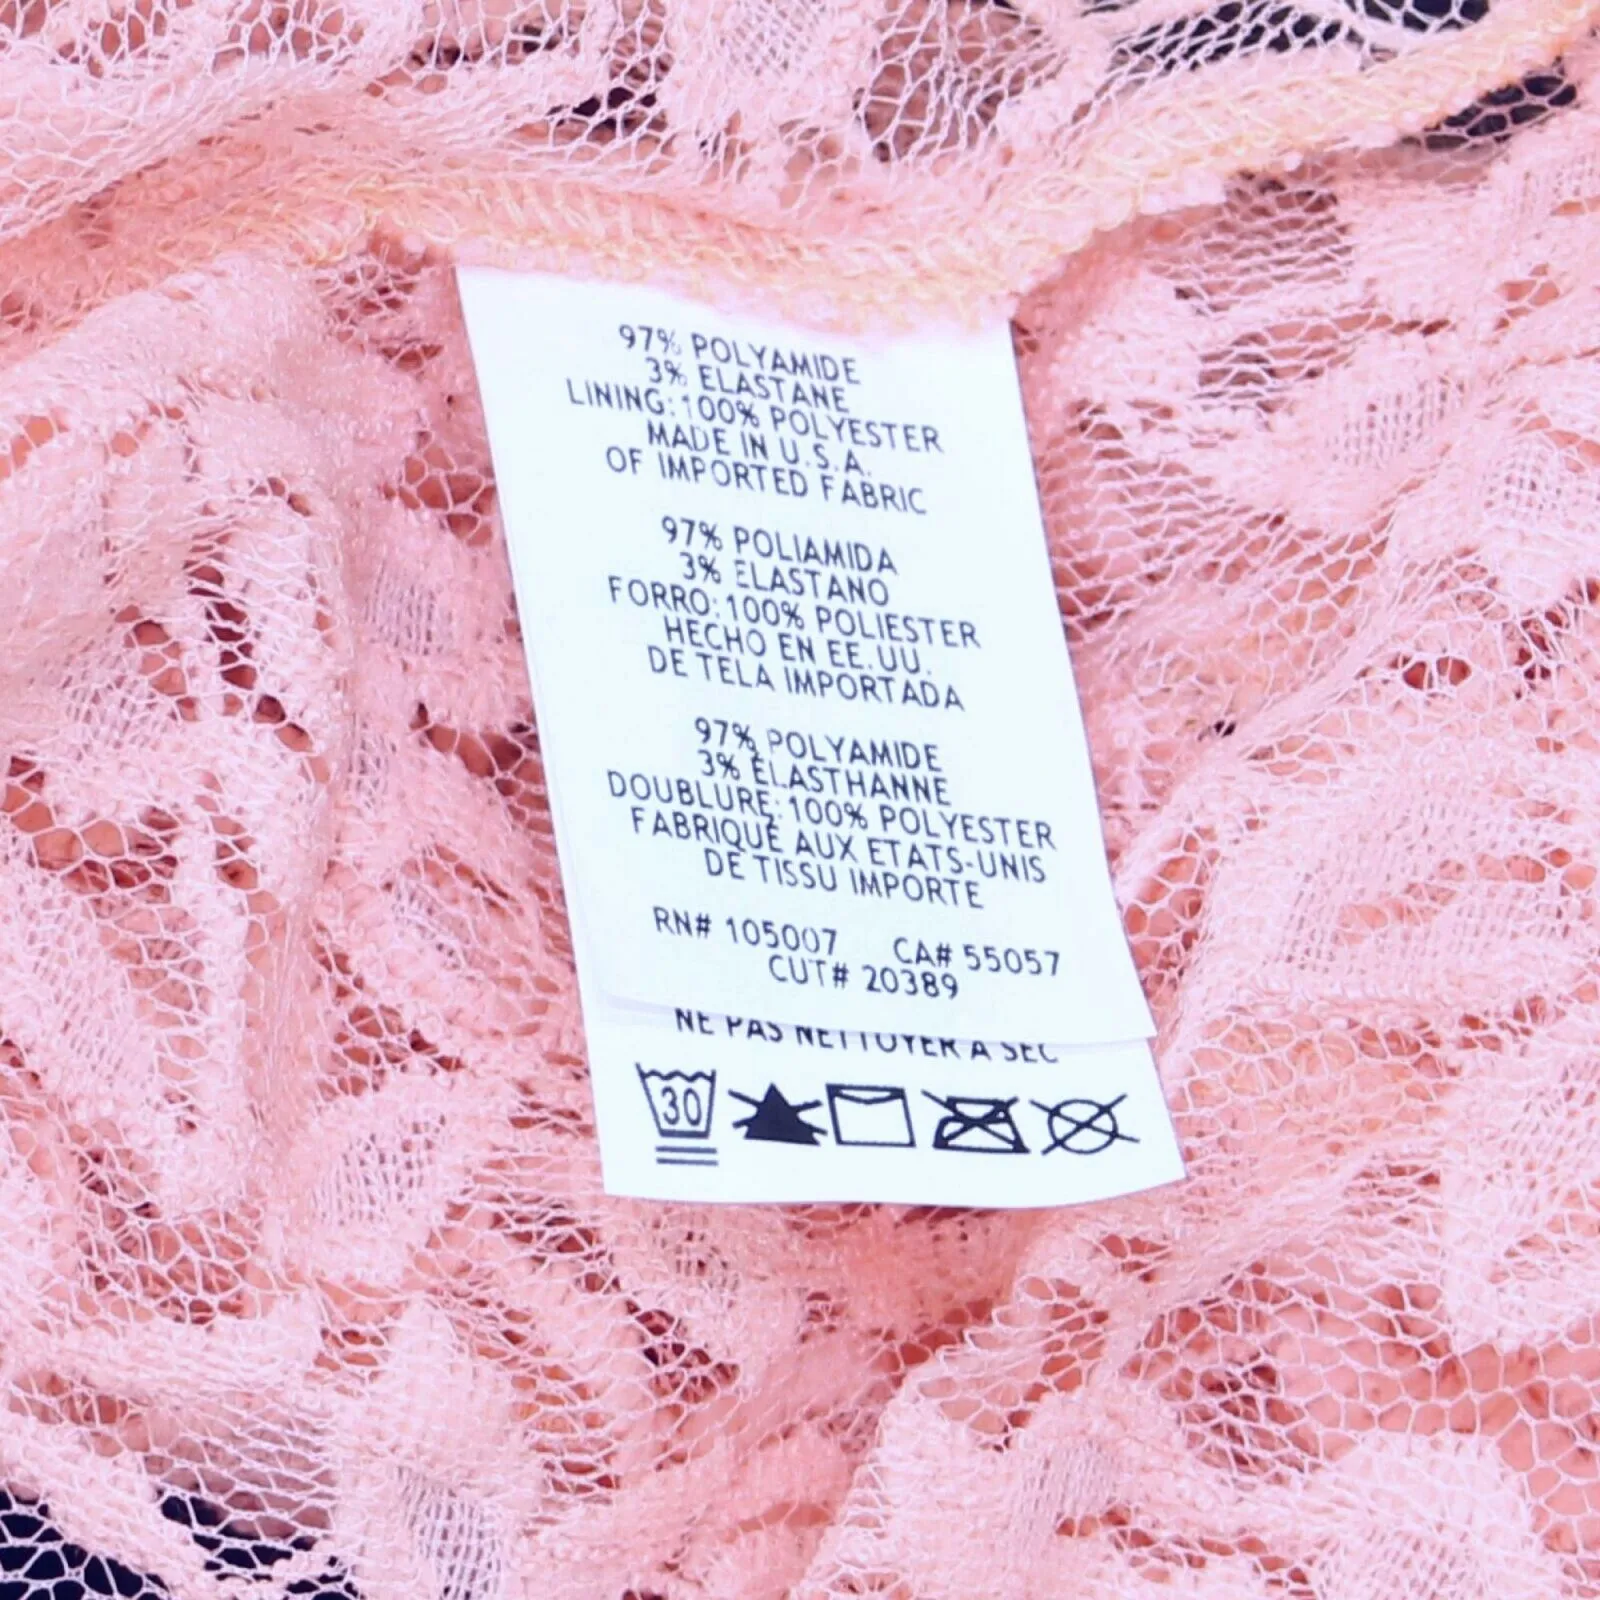 97% POLYAMIDE
3% ELASTANE
LINING: 100% POLYESTER
MADE IN U.S.A.
OF IMPORTED FABRIC
97% POLIAMIDA
3% ELASTANO
FORRO: 100% POLIESTER
HECHO EN EE.UU.
DE TELA IMPORTADA
97% POLYAMIDE
3% ÉLASTHANNE
DOUBLURE: 100% POLYESTER
FABRIQUÉ AUX ETATS-UNIS
DE TISSU IMPORTE
RN# 105007 CA# 55057
CUT# 20389
NE PAS NETTOYER A SEC
30